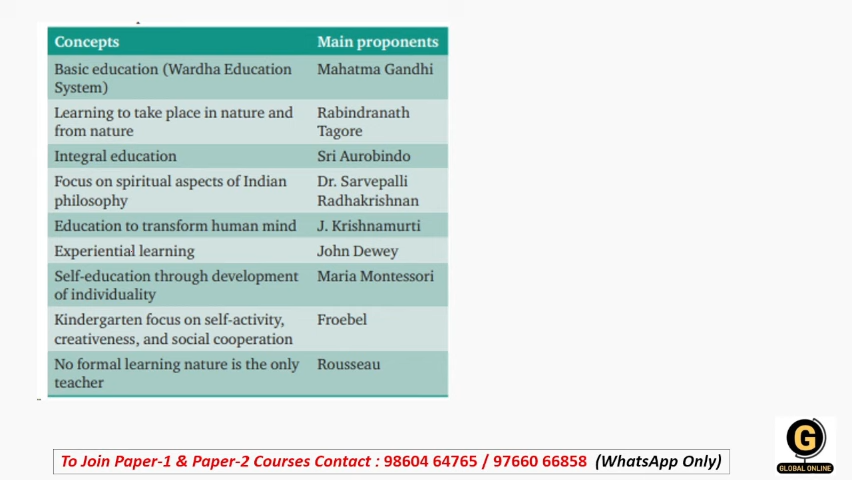 Concepts Main proponents
Basic education (Wardha Education Mahatma Gandhi
System)
Learning to take place in nature and Rabindranath
from nature Tagore
Integral education Sri Aurobindo
Focus on spiritual aspects of Indian Dr. Sarvepalli
philosophy Radhakrishnan
Education to transform human mind J. Krishnamurti
Experiential learning John Dewey
Self-education through development Maria Montessori
of individuality
Kindergarten focus on self-activity, Froebel
creativeness, and social cooperation
No formal learning nature is the only Rousseau
teacher
To Join Paper-1 & Paper-2 Courses Contact : 98604 64765 / 97660 66858 (WhatsApp Only)
G
GLOBAL ONLINE